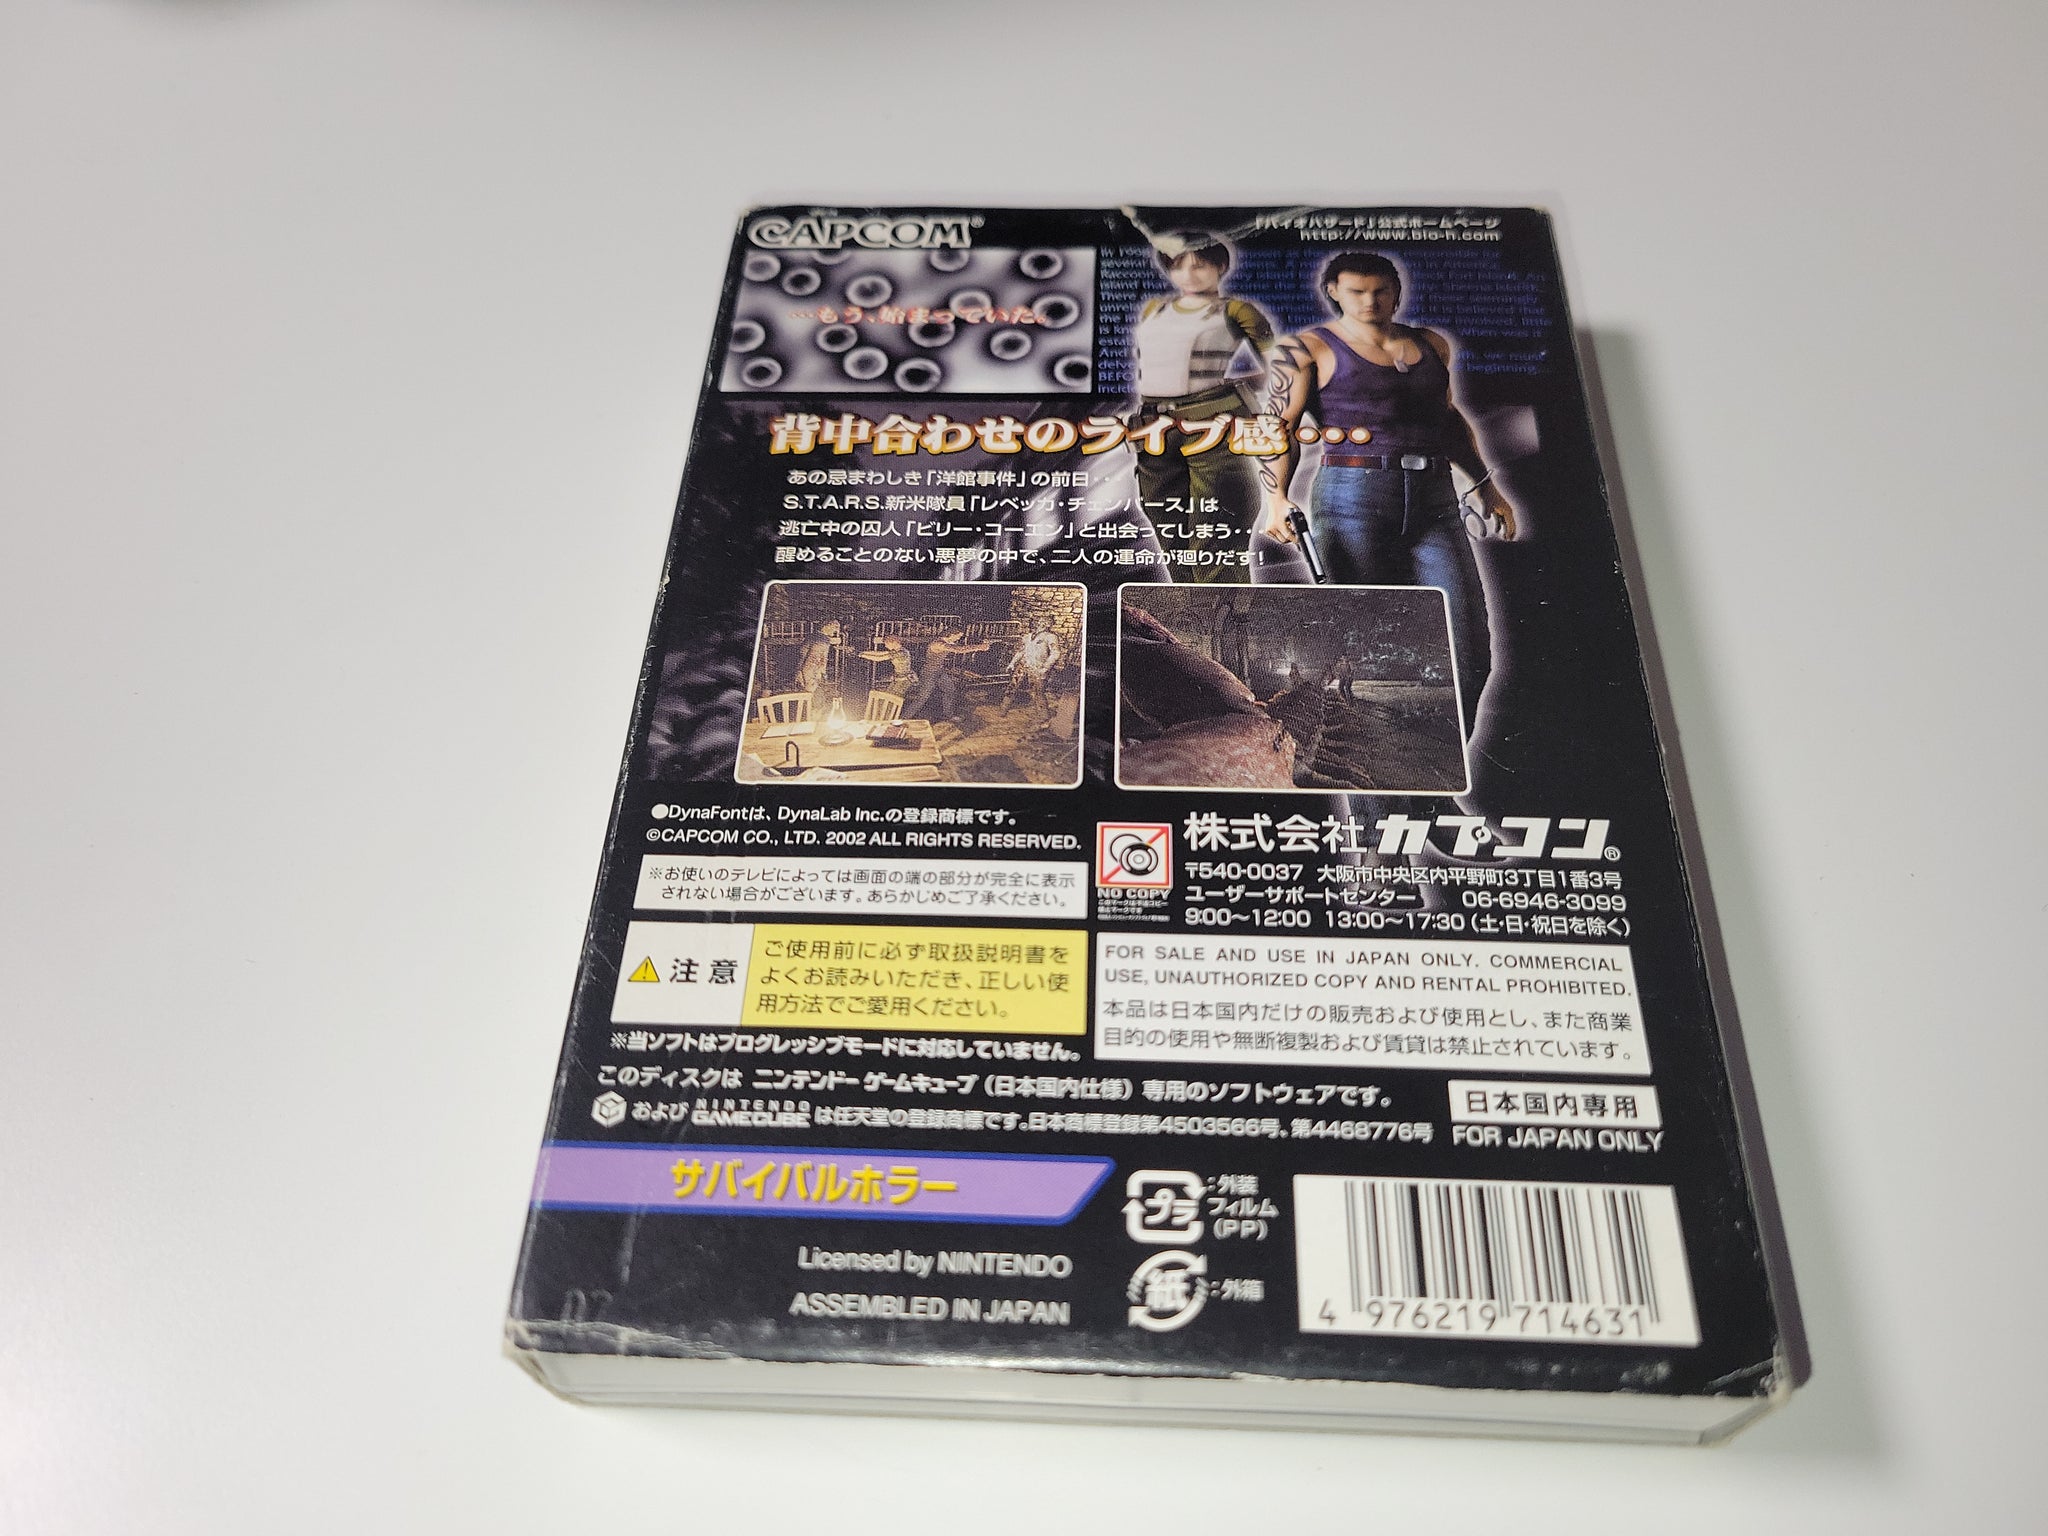 CAPCOM®
「バイオハザード」公式ホームページ
http://www.bio-h.com
…もう、始まっていた。
背中合わせのライブ感・・・
あの忌まわしき「洋館事件」の前日・・・
S.T.A.R.S.新米隊員「レベッカ・チェンバース」は
逃亡中の囚人「ビリー・コーエン」と出会ってしまう・・・
醒めることのない悪夢の中で、二人の運命が廻りだす!
●DynaFontは、DynaLab Inc.の登録商標です。
©CAPCOM CO., LTD. 2002 ALL RIGHTS RESERVED.
※お使いのテレビによっては画面の端の部分が完全に表示
されない場合がございます。あらかじめご了承ください。
注意
ご使用前に必ず取扱説明書を
よくお読みいただき、正しい使
用方法でご愛用ください。
NO COPY
株式会社カプコン®
〒540-0037 大阪市中央区内平野町3丁目1番3号
ユーザーサポートセンター 06-6946-3099
9:00〜12:00 13:00〜17:30(土・日・祝日を除く)
FOR SALE AND USE IN JAPAN ONLY. COMMERCIAL
USE, UNAUTHORIZED COPY AND RENTAL PROHIBITED.
本品は日本国内だけの販売および使用とし、また商業
目的の使用や無断複製および賃貸は禁止されています。
※当ソフトはプログレッシブモードに対応していません。
このディスクは ニンテンドー ゲームキューブ(日本国内仕様)専用のソフトウェアです。
および NINTENDO GAMECUBE は任天堂の登録商標です。日本商標登録第4503566号、第4468776号
日本国内専用
FOR JAPAN ONLY
サバイバルホラー
Licensed by NINTENDO
ASSEMBLED IN JAPAN
プラ :外装
フィルム
(PP)
紙 :外箱
4 976219 714631